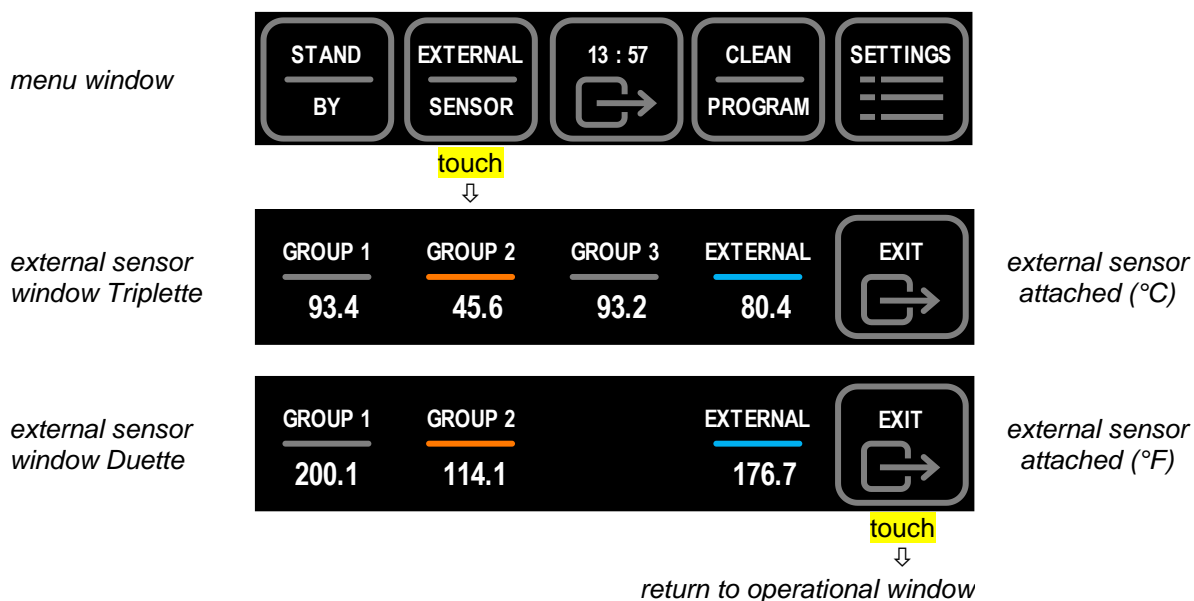 menu window
STAND
BY
EXTERNAL
SENSOR
13 : 57
CLEAN
PROGRAM
SETTINGS
touch
⇩
external sensor
window Triplette
GROUP 1
93.4
GROUP 2
45.6
GROUP 3
93.2
EXTERNAL
80.4
EXIT
external sensor
attached (°C)
external sensor
window Duette
GROUP 1
200.1
GROUP 2
114.1
EXTERNAL
176.7
EXIT
external sensor
attached (°F)
touch
⇩
return to operational window